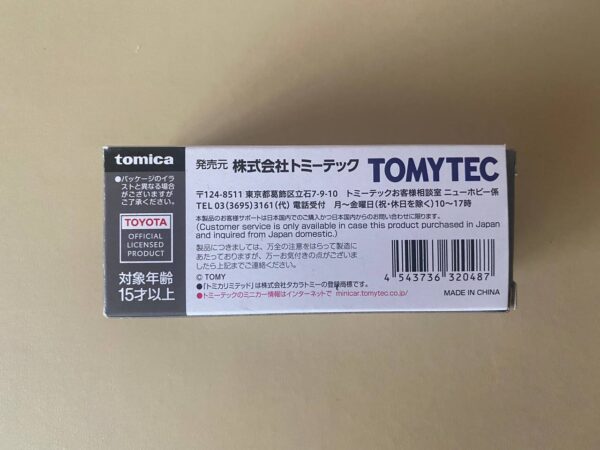 tomica
●パッケージのイラ
ストと異なる場合
がございますが
ご了承ください。
TOYOTA
OFFICIAL
LICENSED
PRODUCT
対象年齢
15才以上
発売元 株式会社トミーテック TOMYTEC
〒124-8511 東京都葛飾区立石7-9-10 トミーテックお客様相談室 ニューホビー係
TEL 03(3695)3161(代) 電話受付 月～金曜日(祝・休日を除く)10～17時
本製品のお客様サポートは日本国内でのご購入かつ日本国内からのお問い合わせに限ります。
(Customer service is only available in case this product purchased in Japan
and inquired from Japan domestic.)
製品につきましては、万全の注意をはらって製造に
あたっておりますが、万一お気付きの点がございま
したら上記までご連絡ください。
© TOMY
●「トミカリミテッド」は株式会社タカラトミーの登録商標です。
●トミーテックのミニカー情報はインターネットで minicar.tomytec.co.jp/
4 543736 320487
MADE IN CHINA